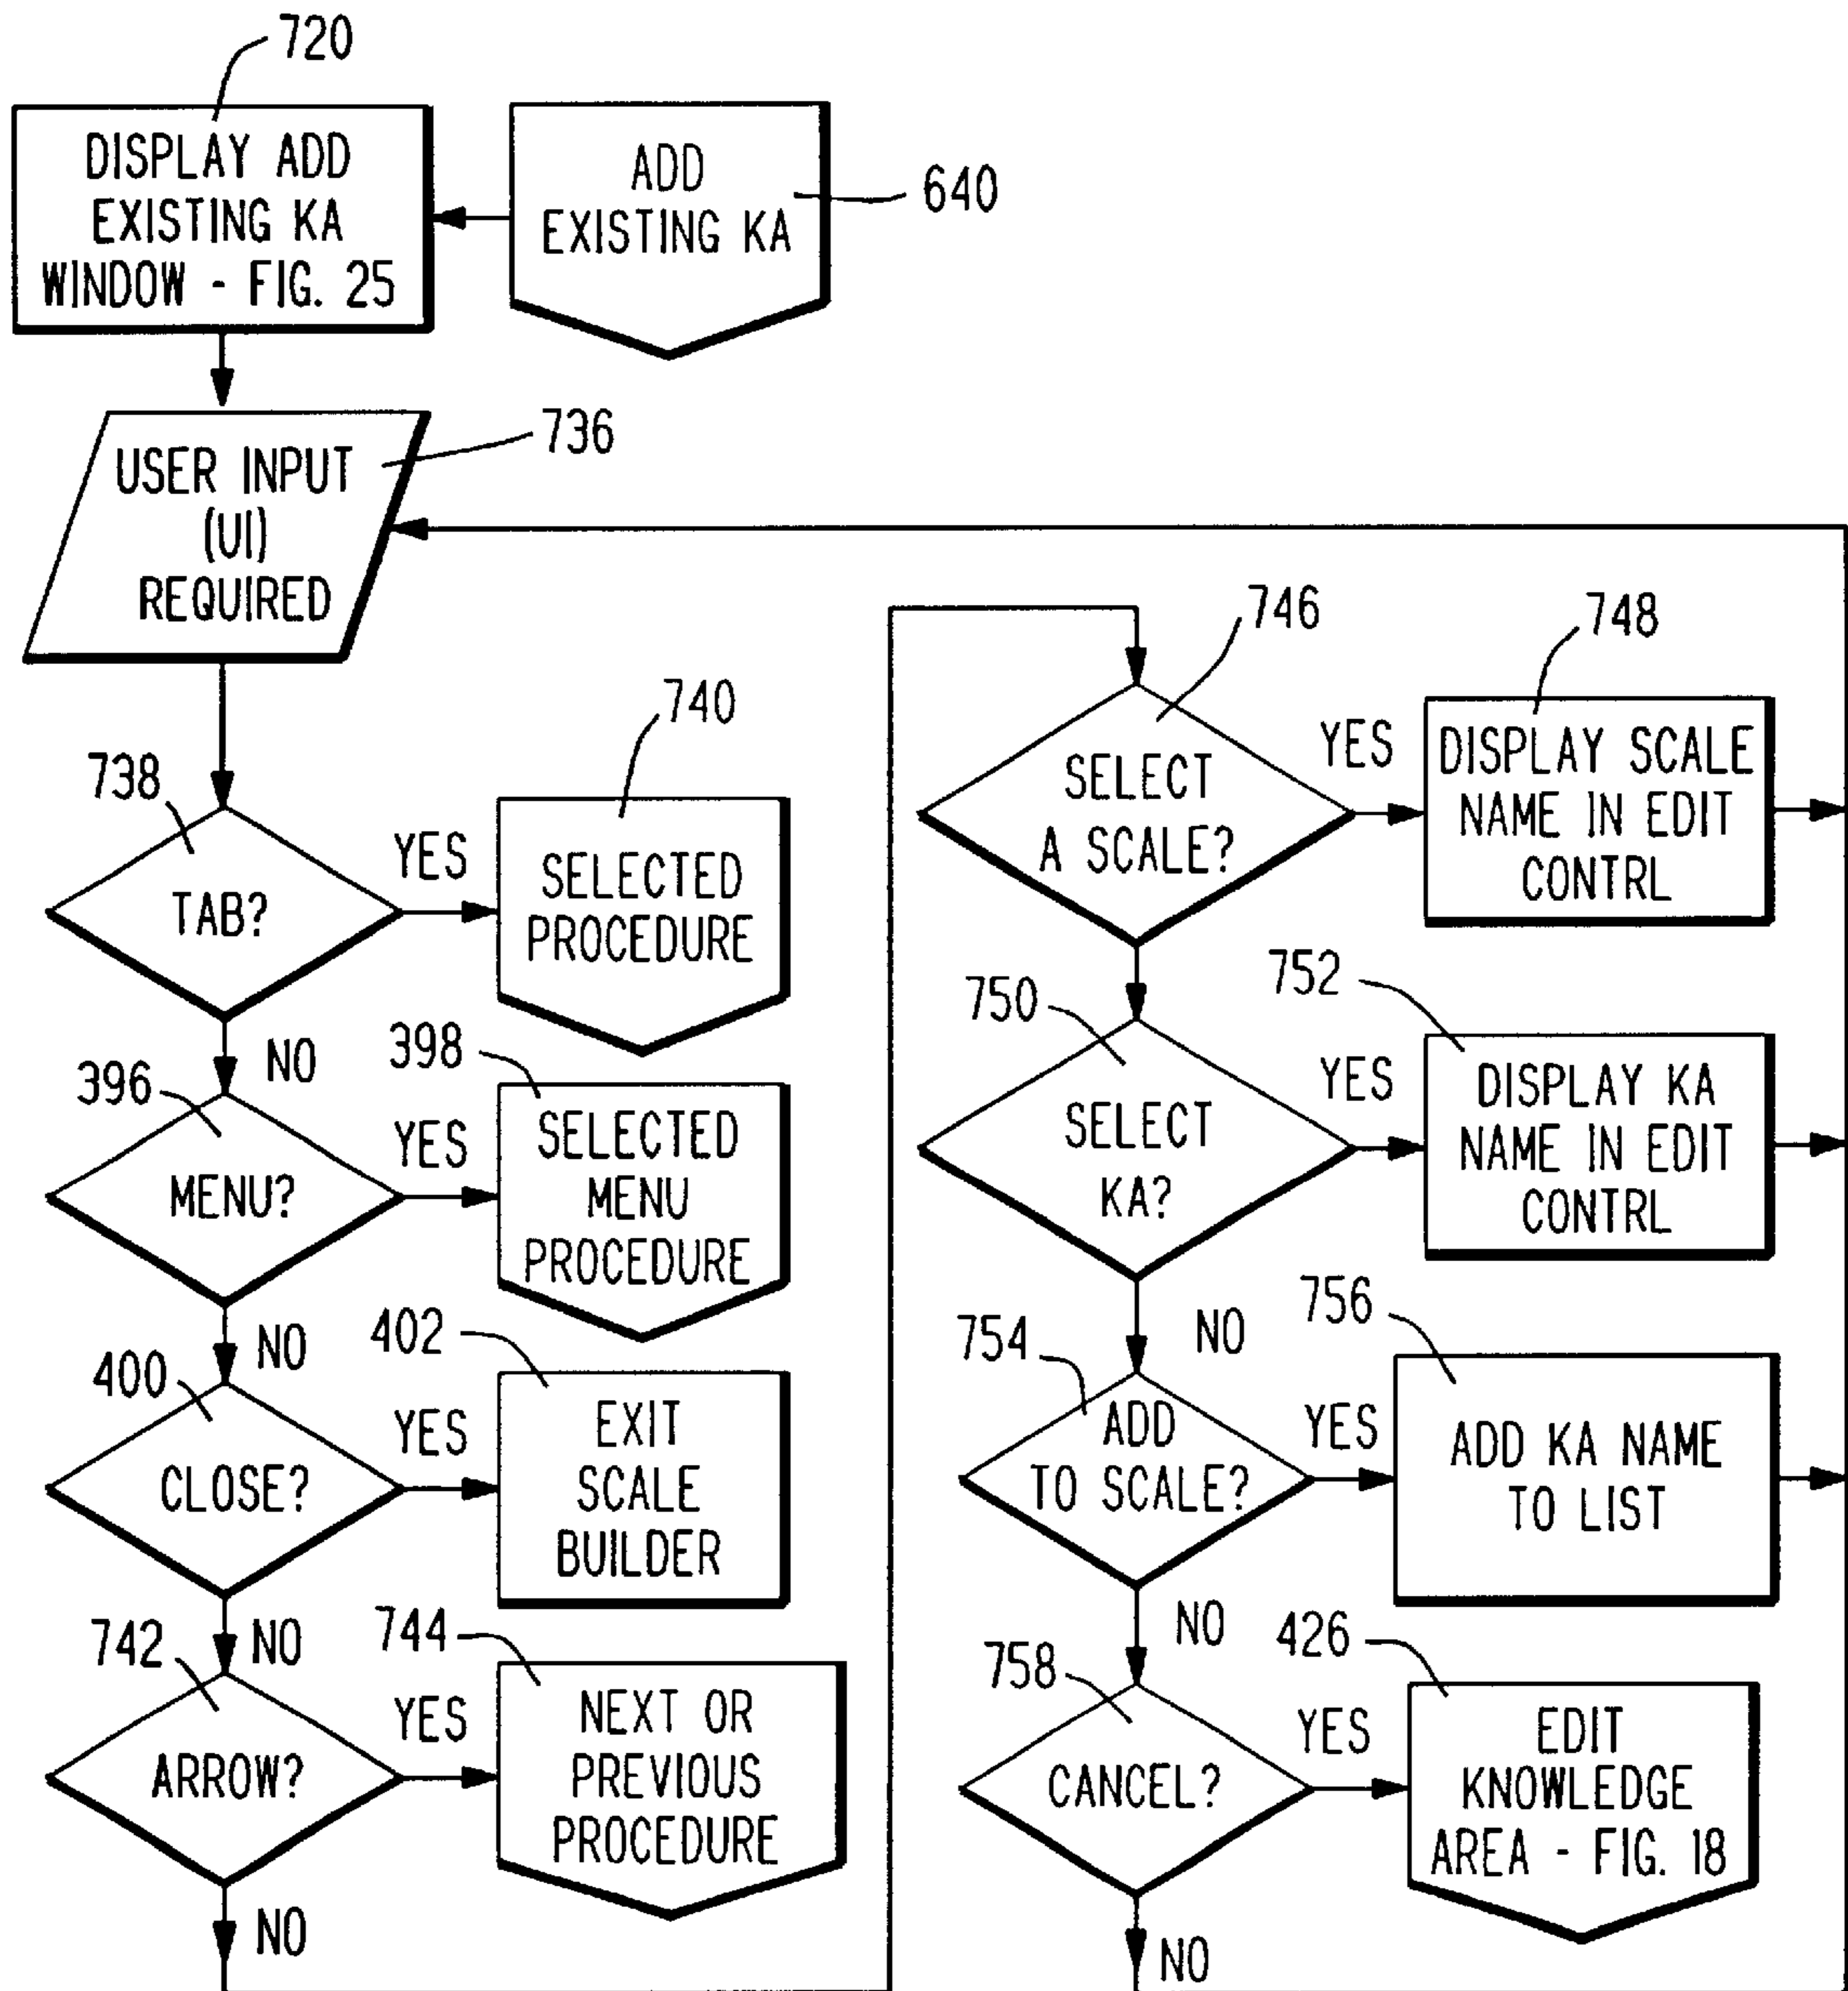 720
DISPLAY ADD
EXISTING KA
WINDOW - FIG. 25
ADD
EXISTING KA
640
USER INPUT
(UI)
REQUIRED
736
738
TAB?
YES
740
SELECTED
PROCEDURE
NO
396
MENU?
YES
398
SELECTED
MENU
PROCEDURE
NO
400
CLOSE?
YES
402
EXIT
SCALE
BUILDER
NO
742
ARROW?
YES
744
NEXT OR
PREVIOUS
PROCEDURE
NO
746
SELECT
A SCALE?
YES
748
DISPLAY SCALE
NAME IN EDIT
CONTRL
750
SELECT
KA?
YES
752
DISPLAY KA
NAME IN EDIT
CONTRL
NO
754
ADD
TO SCALE?
YES
756
ADD KA NAME
TO LIST
NO
758
CANCEL?
YES
426
EDIT
KNOWLEDGE
AREA - FIG. 18
NO